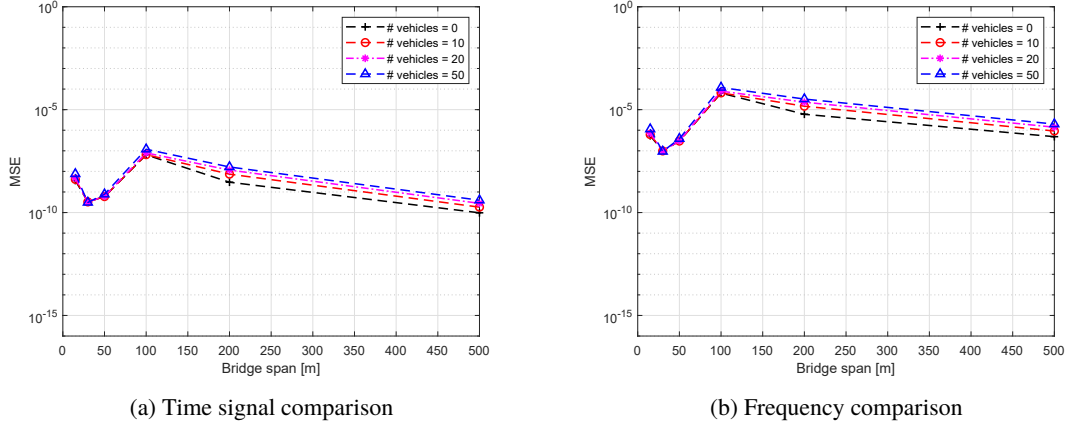 10^0
10^-5
10^-10
10^-15
MSE
0 50 100 150 200 250 300 350 400 450 500
Bridge span [m]
# vehicles = 0
# vehicles = 10
# vehicles = 20
# vehicles = 50
(a) Time signal comparison
10^0
10^-5
10^-10
10^-15
MSE
0 50 100 150 200 250 300 350 400 450 500
Bridge span [m]
# vehicles = 0
# vehicles = 10
# vehicles = 20
# vehicles = 50
(b) Frequency comparison